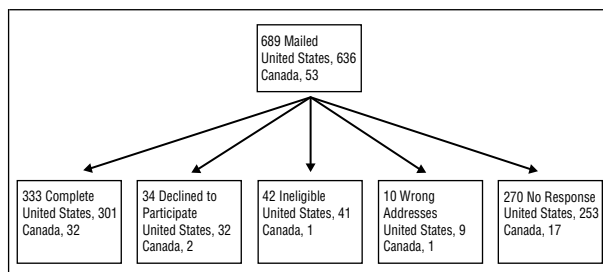 689 Mailed
United States, 636
Canada, 53
333 Complete
United States, 301
Canada, 32
34 Declined to
Participate
United States, 32
Canada, 2
42 Ineligible
United States, 41
Canada, 1
10 Wrong
Addresses
United States, 9
Canada, 1
270 No Response
United States, 253
Canada, 17